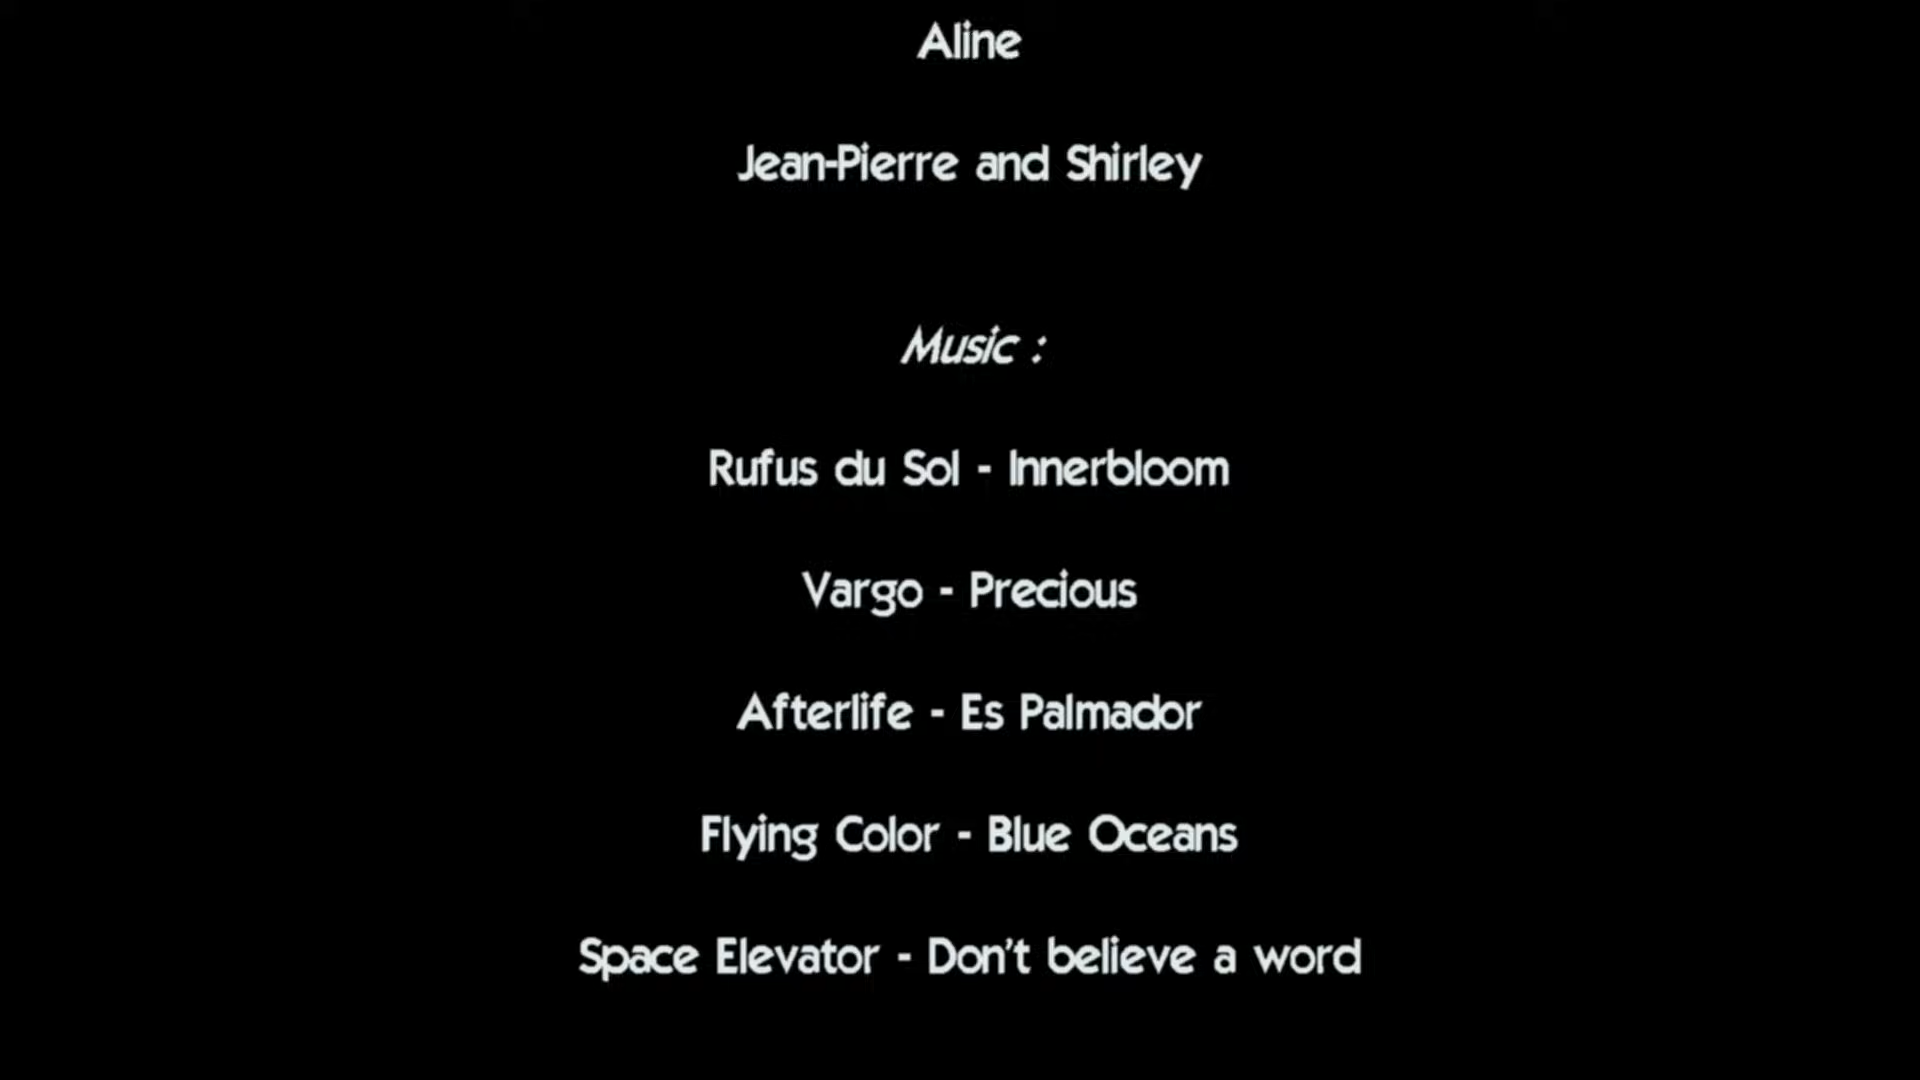 Aline
Jean-Pierre and Shirley
Music :
Rufus du Sol - Innerbloom
Vargo - Precious
Afterlife - Es Palmador
Flying Color - Blue Oceans
Space Elevator - Don't believe a word